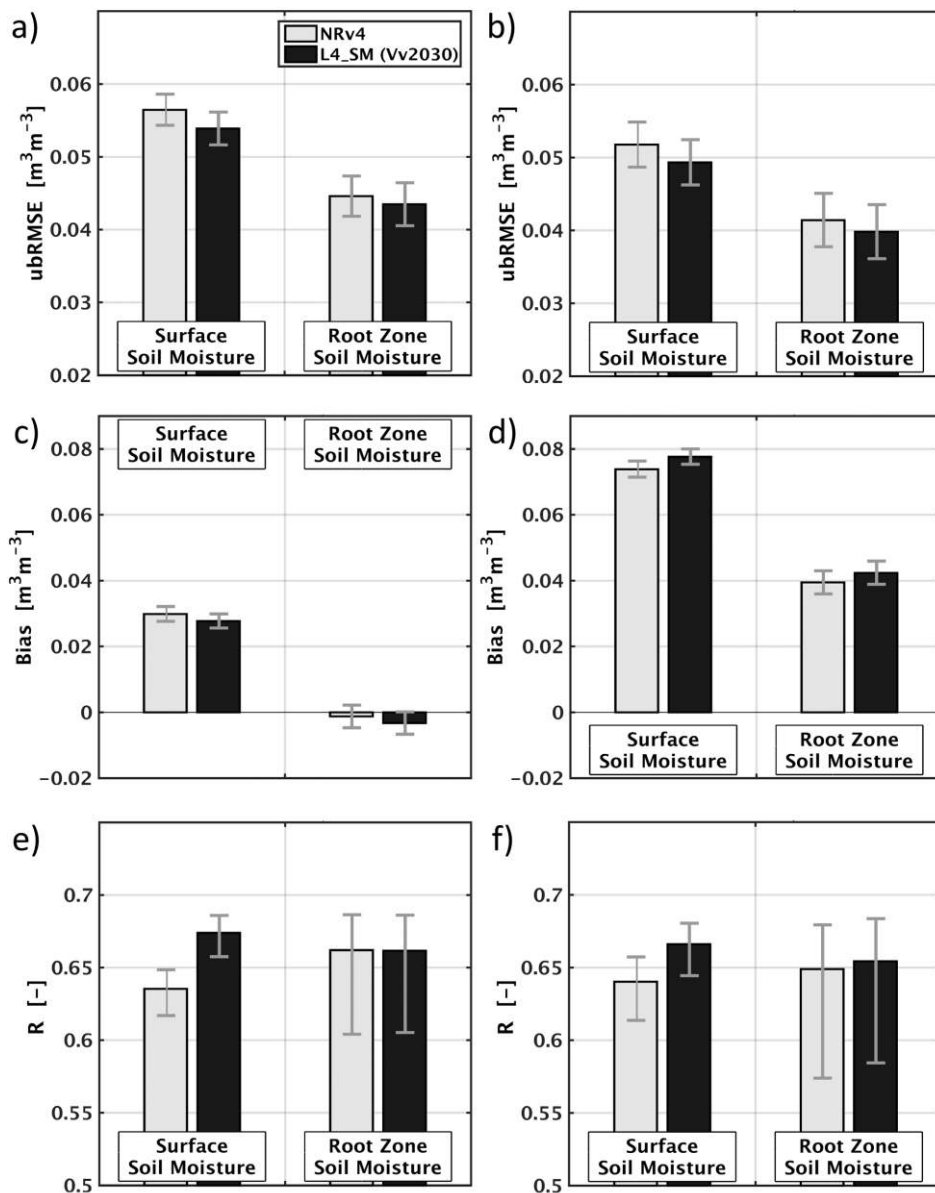 a)
NRv4
L4_SM (Vv2030)
0.06
0.05
0.04
0.03
0.02
ubRMSE [m³m⁻³]
Surface
Soil Moisture
Root Zone
Soil Moisture
b)
0.06
0.05
0.04
0.03
0.02
ubRMSE [m³m⁻³]
Surface
Soil Moisture
Root Zone
Soil Moisture
c)
Surface
Soil Moisture
Root Zone
Soil Moisture
0.08
0.06
0.04
0.02
0
−0.02
Bias [m³m⁻³]
d)
0.08
0.06
0.04
0.02
0
−0.02
Bias [m³m⁻³]
Surface
Soil Moisture
Root Zone
Soil Moisture
e)
0.7
0.65
0.6
0.55
0.5
R [-]
Surface
Soil Moisture
Root Zone
Soil Moisture
f)
0.7
0.65
0.6
0.55
0.5
R [-]
Surface
Soil Moisture
Root Zone
Soil Moisture